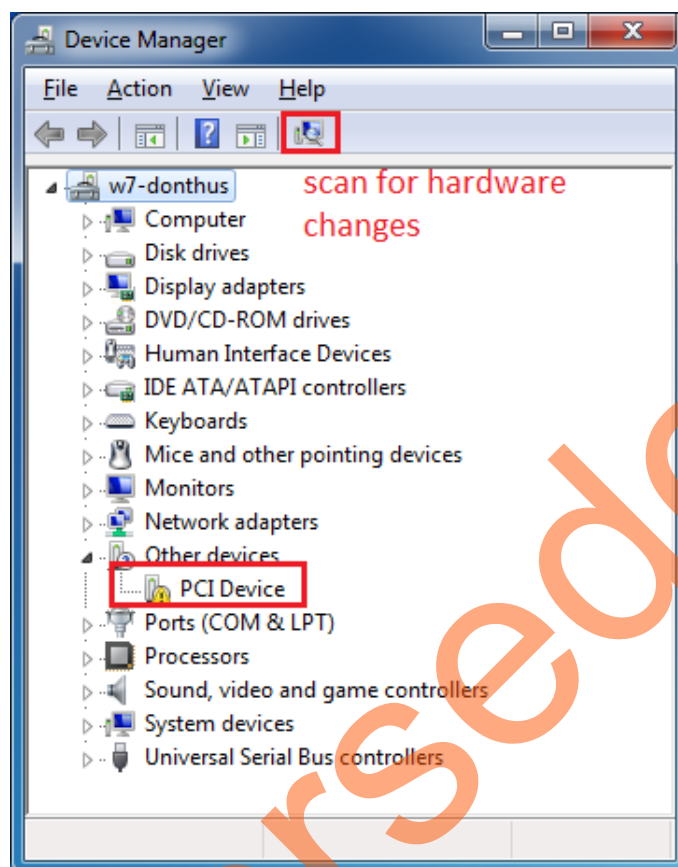 Device Manager
File Action View Help
w7-donthus
scan for hardware
changes
Computer
Disk drives
Display adapters
DVD/CD-ROM drives
Human Interface Devices
IDE ATA/ATAPI controllers
Keyboards
Mice and other pointing devices
Monitors
Network adapters
Other devices
PCI Device
Ports (COM & LPT)
Processors
Sound, video and game controllers
System devices
Universal Serial Bus controllers